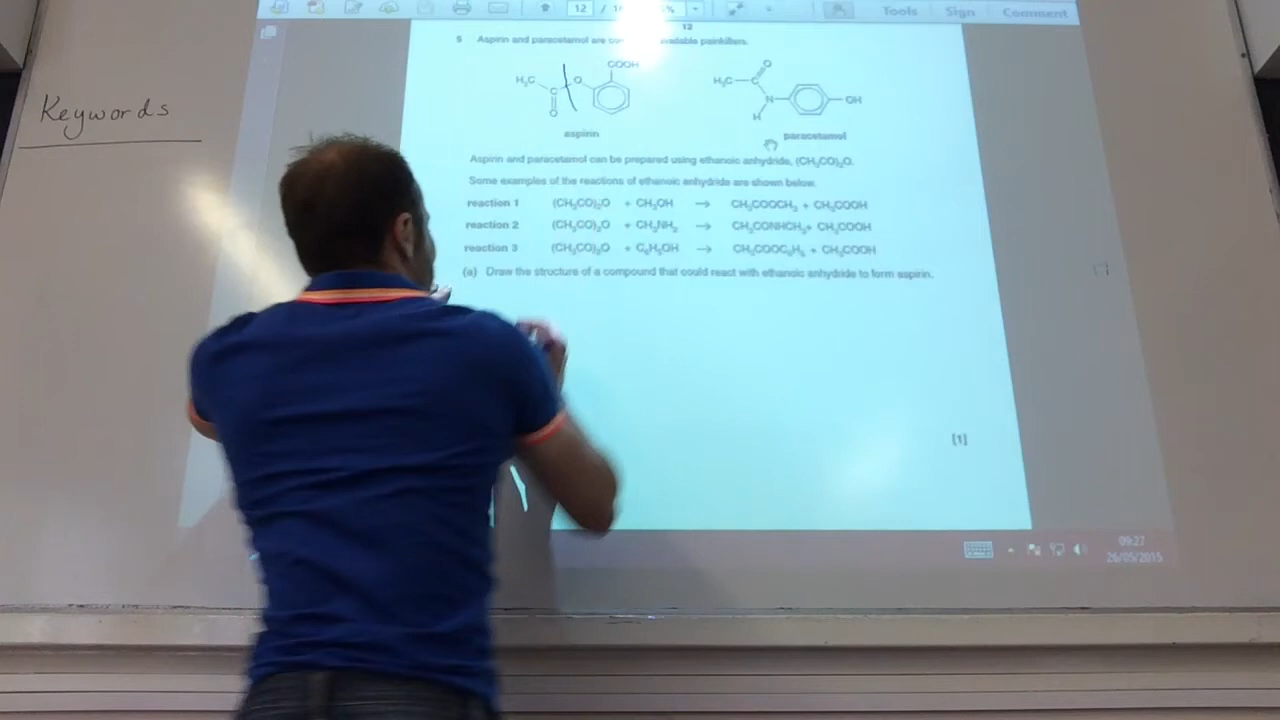 12 /
Tools Sign Comment
Keywords
12
5 Aspirin and paracetamol are available painkillers.
COOH
H₃C
O
C
O
aspirin
O
H₃C
C
N
H
OH
paracetamol
Aspirin and paracetamol can be prepared using ethanoic anhydride, (CH₃CO)₂O.
Some examples of the reactions of ethanoic anhydride are shown below.
reaction 1 (CH₃CO)₂O + CH₃OH → CH₃COOCH₃ + CH₃COOH
reaction 2 (CH₃CO)₂O + CH₃NH₂ → CH₃CONHCH₃+ CH₃COOH
reaction 3 (CH₃CO)₂O + C₆H₅OH → CH₃COOC₆H₅ + CH₃COOH
(a) Draw the structure of a compound that could react with ethanoic anhydride to form aspirin.
[1]
09:27
26/05/2015